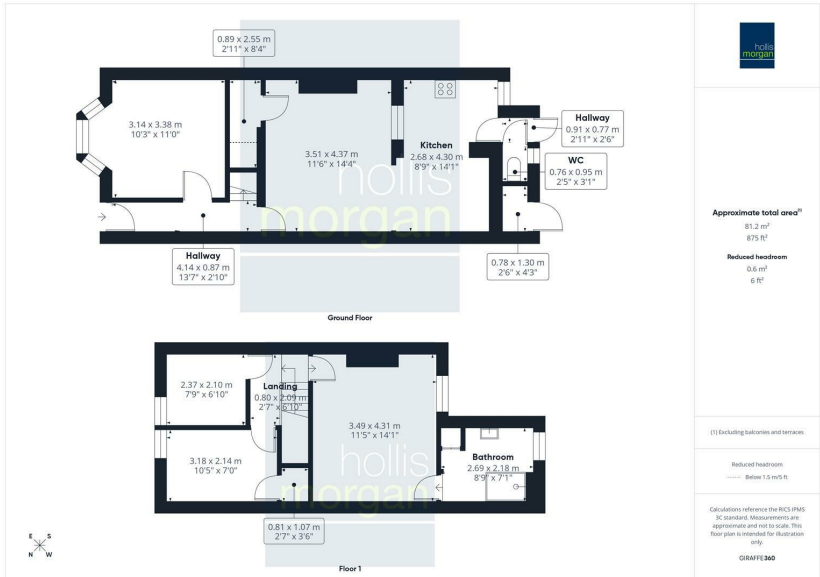 0.89 x 2.55 m
2'11" x 8'4"
3.14 x 3.38 m
10'3" x 11'0"
3.51 x 4.37 m
11'6" x 14'4"
Kitchen
2.68 x 4.30 m
8'9" x 14'1"
Hallway
0.91 x 0.77 m
2'11" x 2'6"
WC
0.76 x 0.95 m
2'5" x 3'1"
0.78 x 1.30 m
2'6" x 4'3"
Hallway
4.14 x 0.87 m
13'7" x 2'10"
hollis
morgan
Ground Floor
2.37 x 2.10 m
7'9" x 6'10"
Landing
0.80 x 2.09 m
2'7" x 6'10"
3.49 x 4.31 m
11'5" x 14'1"
3.18 x 2.14 m
10'5" x 7'0"
Bathroom
2.69 x 2.18 m
8'9" x 7'1"
0.81 x 1.07 m
2'7" x 3'6"
hollis
morgan
Floor 1
E S
N W
hollis
morgan
Approximate total area(1)
81.2 m²
875 ft²
Reduced headroom
0.6 m²
6 ft²
(1) Excluding balconies and terraces
Reduced headroom
Below 1.5 m/5 ft
Calculations reference the RICS IPMS
3C standard. Measurements are
approximate and not to scale. This
floor plan is intended for illustration
only.
GIRAFFE360